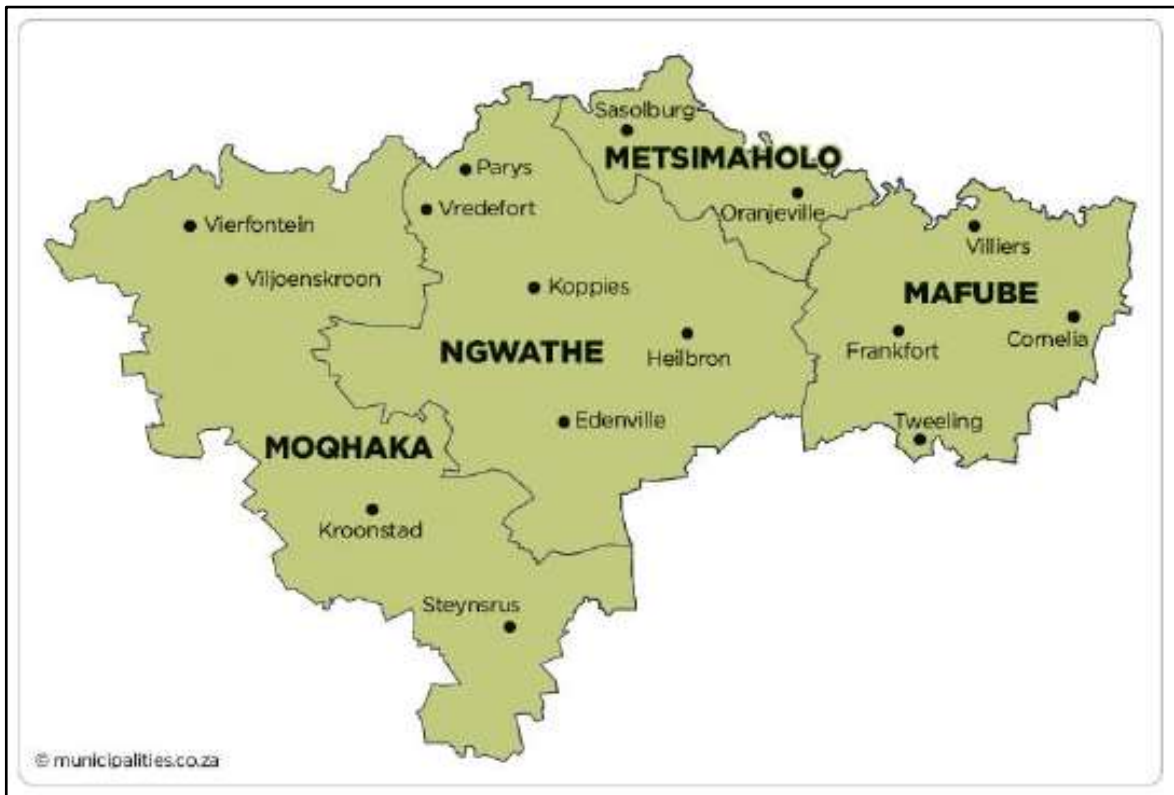 Sasolburg
METSIMAHOLO
Parys
Vredefort
Oranjeville
Vierfontein
Villiers
Viljoenskroon
Koppies
MAFUBE
NGWATHE
Heilbron
Frankfort
Cornelia
Edenville
Tweeling
MOQHAKA
Kroonstad
Steynsrus
© municipalities.co.za